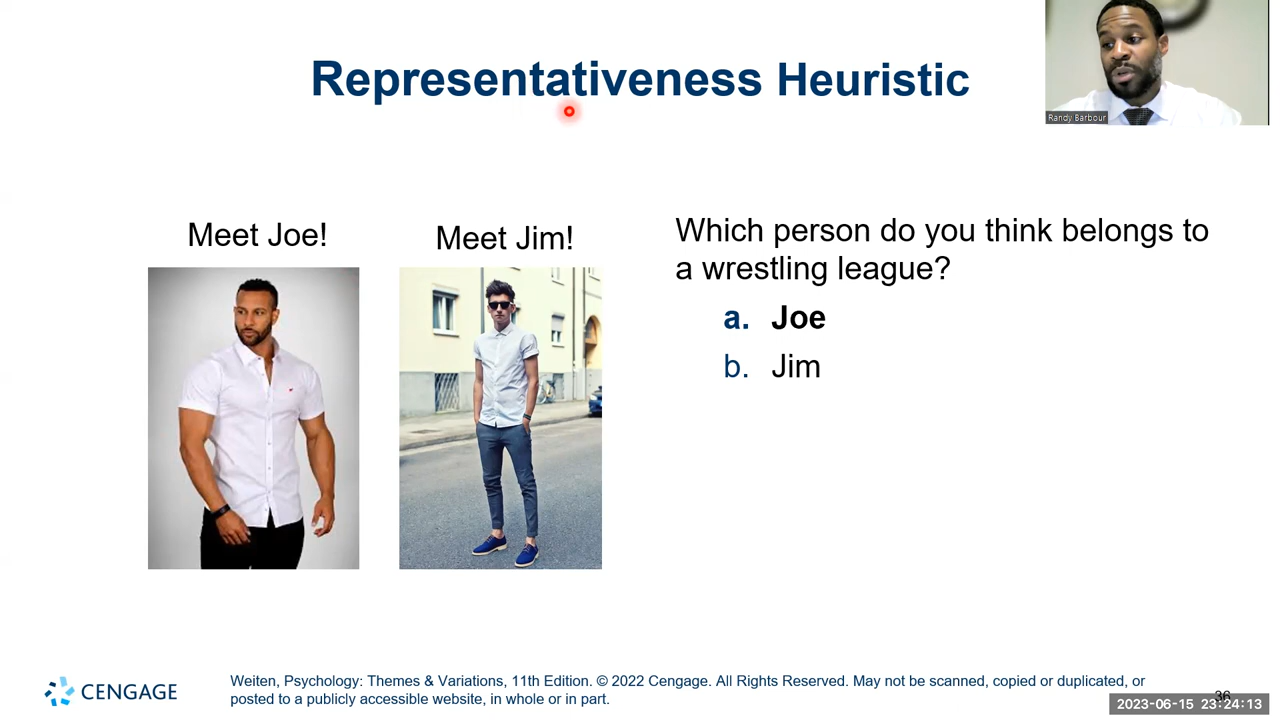 Representativeness Heuristic
Randy Barbour
Meet Joe!
Meet Jim!
Which person do you think belongs to
a wrestling league?
a. Joe
b. Jim
CENGAGE
Weiten, Psychology: Themes & Variations, 11th Edition. © 2022 Cengage. All Rights Reserved. May not be scanned, copied or duplicated, or
posted to a publicly accessible website, in whole or in part.
36
2023-06-15 23:24:13